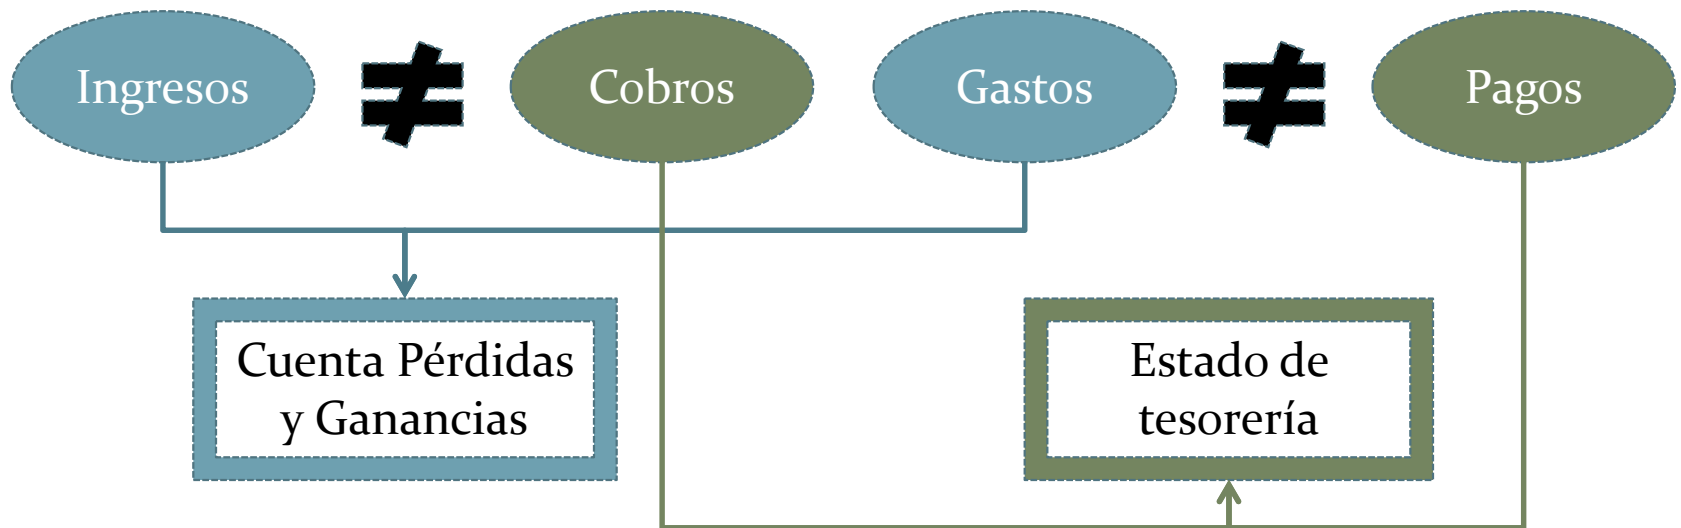 Ingresos ≠ Cobros Gastos ≠ Pagos
Cuenta Pérdidas
y Ganancias
Estado de
tesorería